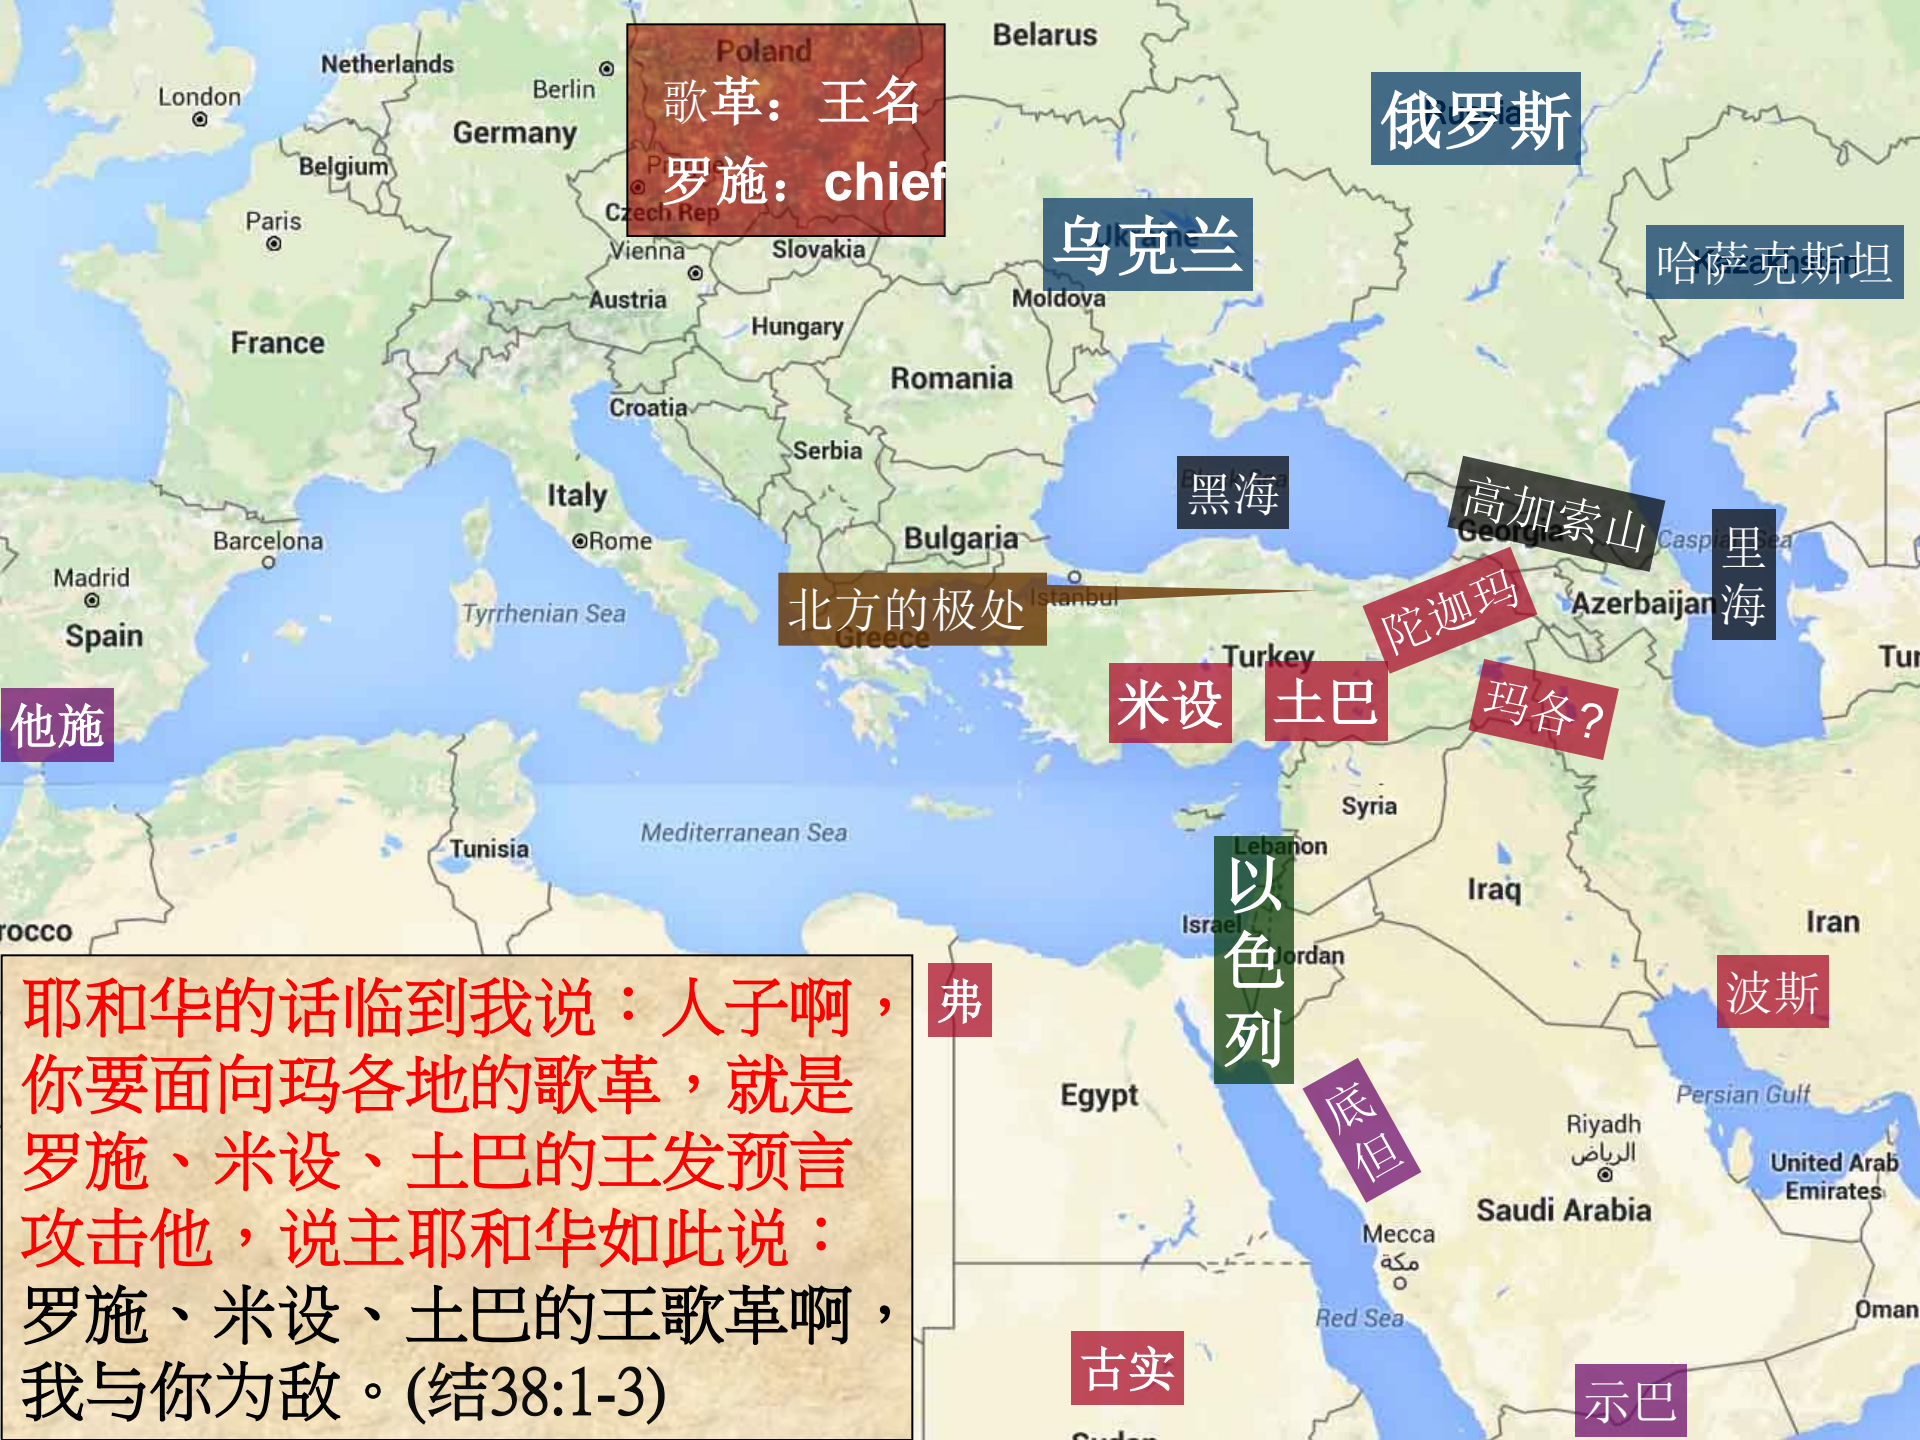 Belarus
Poland
Netherlands
Berlin
London
歌革：王名
俄罗斯
Germany
Belgium
罗施：chief
Czech Rep
Paris
乌克兰
Vienna
Slovakia
哈萨克斯坦
Austria
Moldova
Hungary
France
Romania
Croatia
Serbia
黑海
Italy
高加索山
Georgia
Barcelona
Rome
Bulgaria
Caspian Sea
里海
Madrid
Istanbul
北方的极处
Greece
陀迦玛
Azerbaijan
Tyrrhenian Sea
Spain
Turkey
Tur
他施
米设
土巴
玛各?
Syria
Mediterranean Sea
Tunisia
Lebanon
以色列
Iraq
Israel
Iran
rocco
Jordan
波斯
弗
耶和华的话临到我说：人子啊，
你要面向玛各地的歌革，就是
罗施、米设、土巴的王发预言
攻击他，说主耶和华如此说：
罗施、米设、土巴的王歌革啊，
我与你为敌。(结38:1-3)
Egypt
底但
Persian Gulf
Riyadh
الرياض
United Arab
Emirates
Saudi Arabia
Mecca
مكة
Red Sea
Oman
古实
示巴
Sudan